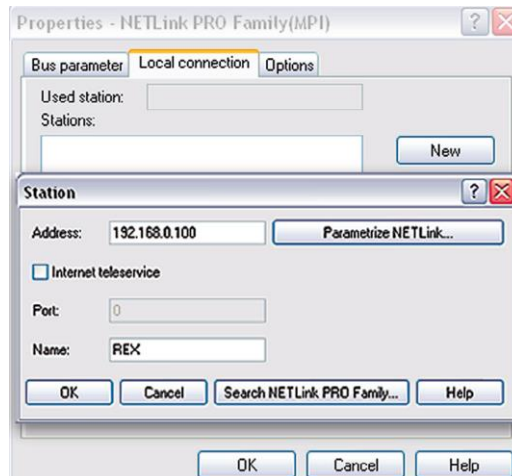 Properties - NETLink PRO Family(MPI)
Bus parameter Local connection Options
Used station:
Stations:
New
Station
Address: 192.168.0.100 Parametrize NETLink...
Internet teleservice
Port: 0
Name: REX
OK Cancel Search NETLink PRO Family... Help
OK Cancel Help